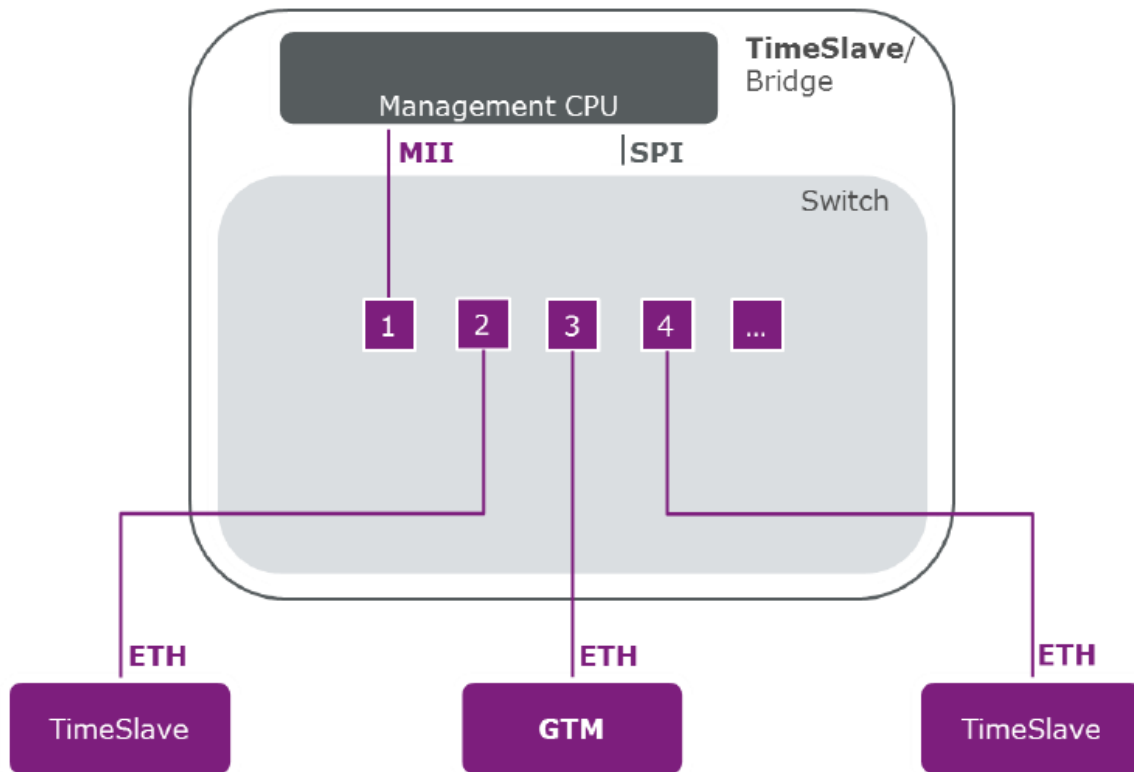 TimeSlave/
Bridge
Management CPU
MII
SPI
Switch
1 2 3 4 ...
ETH ETH ETH
TimeSlave GTM TimeSlave